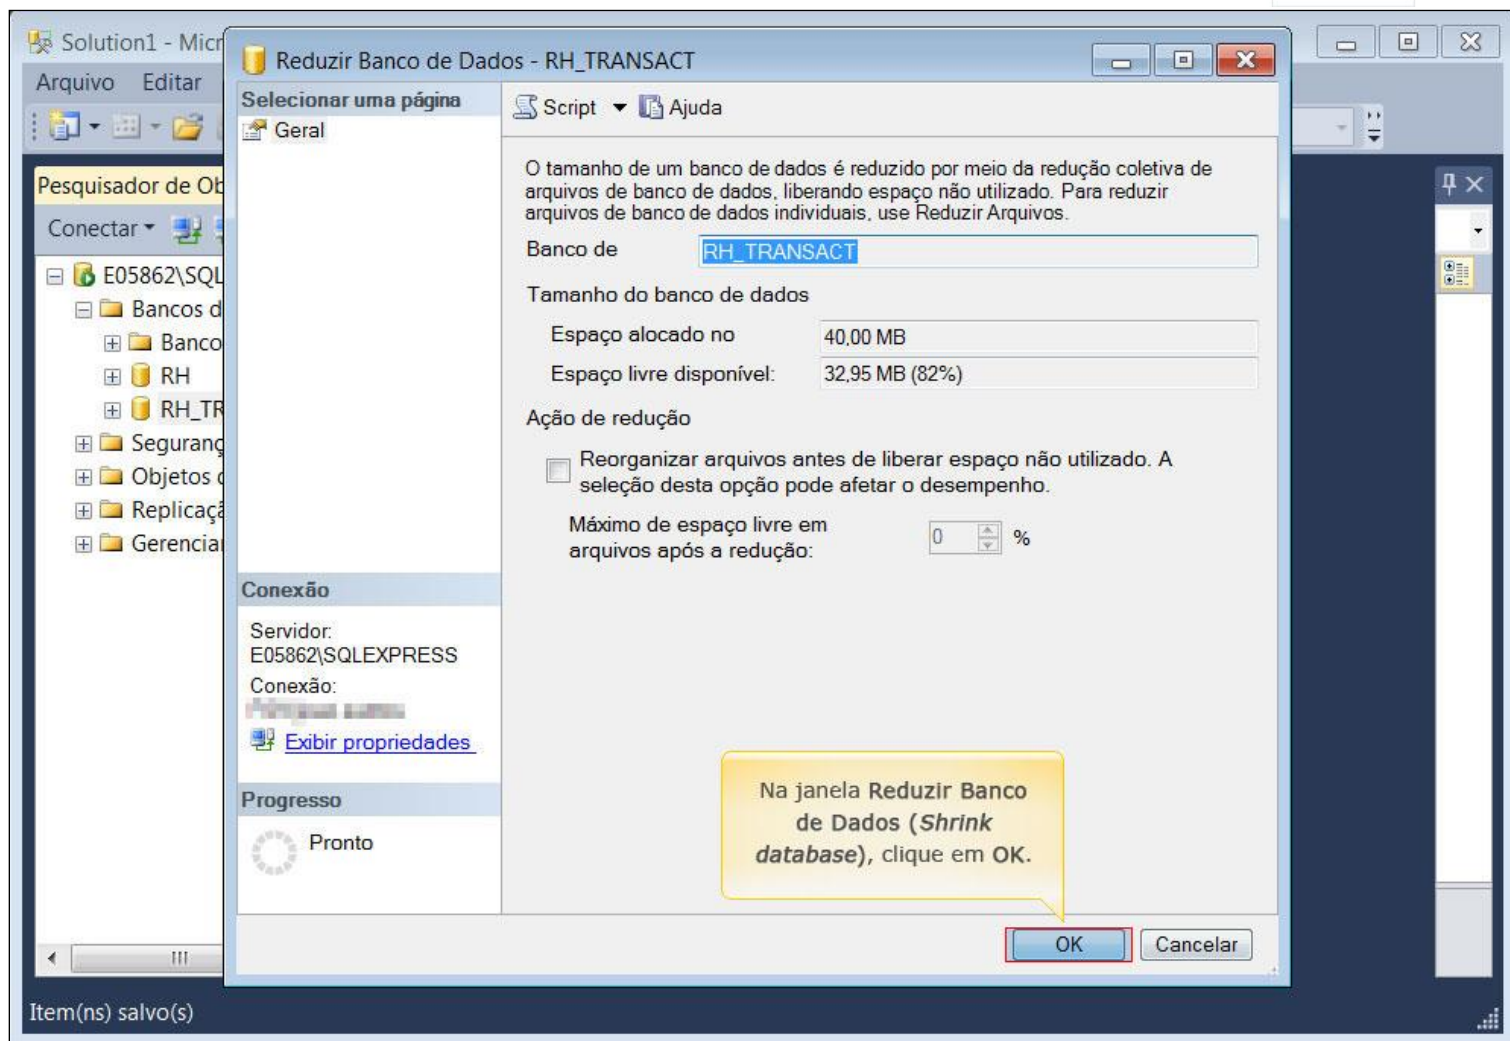 Solution1 - Micr
Arquivo Editar
Pesquisador de Ob
Conectar
E05862\SQL
Bancos d
Banco
RH
RH_TR
Seguranç
Objetos
Replicaçã
Gerencia
Item(ns) salvo(s)
Reduzir Banco de Dados - RH_TRANSACT
Selecionar uma página
Geral
Conexão
Servidor:
E05862\SQLEXPRESS
Conexão:
Exibir propriedades
Progresso
Pronto
Script Ajuda
O tamanho de um banco de dados é reduzido por meio da redução coletiva de
arquivos de banco de dados, liberando espaço não utilizado. Para reduzir
arquivos de banco de dados individuais, use Reduzir Arquivos.
Banco de RH_TRANSACT
Tamanho do banco de dados
Espaço alocado no 40,00 MB
Espaço livre disponível: 32,95 MB (82%)
Ação de redução
Reorganizar arquivos antes de liberar espaço não utilizado. A
seleção desta opção pode afetar o desempenho.
Máximo de espaço livre em
arquivos após a redução: 0 %
Na janela Reduzir Banco
de Dados (Shrink
database), clique em OK.
OK Cancelar